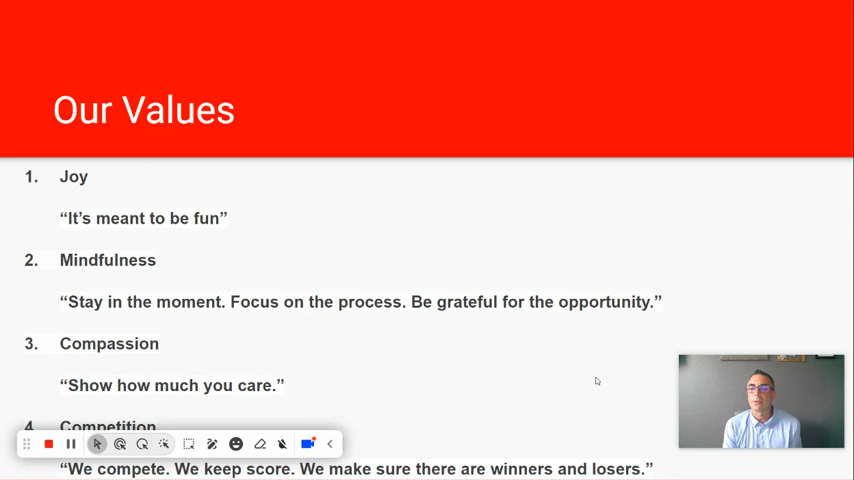 Our Values
1. Joy
“It’s meant to be fun”
2. Mindfulness
“Stay in the moment. Focus on the process. Be grateful for the opportunity.”
3. Compassion
“Show how much you care.”
4. Competition
“We compete. We keep score. We make sure there are winners and losers.”